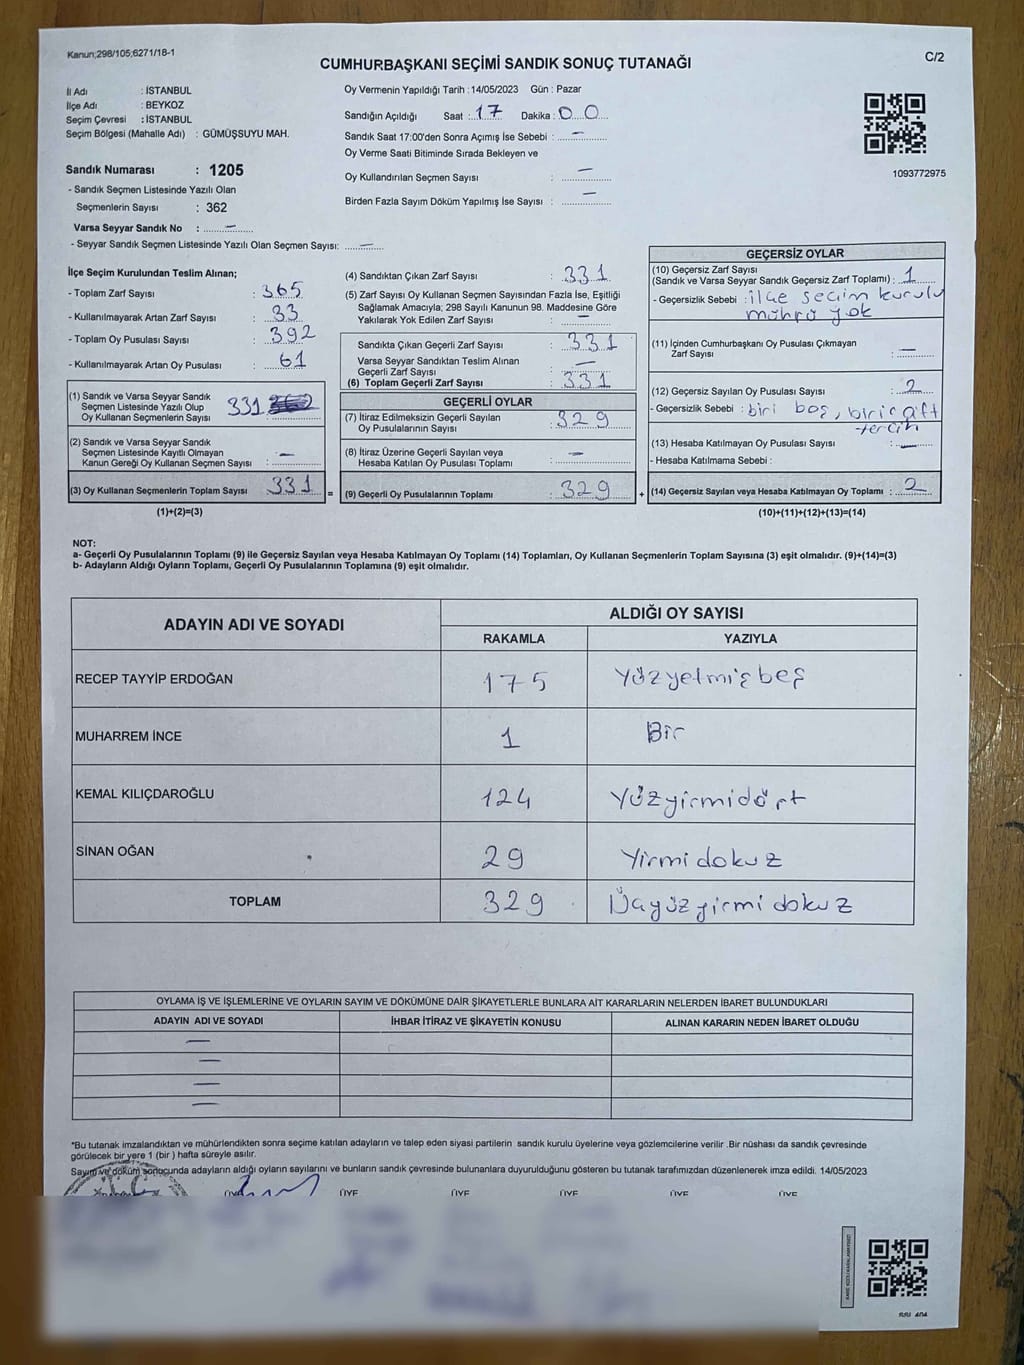 Kanun;298/105;6271/18-1
C/2
CUMHURBAŞKANI SEÇİMİ SANDIK SONUÇ TUTANAĞI
İl Adı : İSTANBUL
İlçe Adı : BEYKOZ
Seçim Çevresi : İSTANBUL
Seçim Bölgesi (Mahalle Adı) : GÜMÜŞSUYU MAH.
Sandık Numarası : 1205
- Sandık Seçmen Listesinde Yazılı Olan
Seçmenlerin Sayısı : 362
Varsa Seyyar Sandık No : —
- Seyyar Sandık Seçmen Listesinde Yazılı Olan Seçmen Sayısı: —
Oy Vermenin Yapıldığı Tarih :14/05/2023 Gün : Pazar
Sandığın Açıldığı Saat : 17 Dakika : 00
Sandık Saat 17:00'den Sonra Açımış İse Sebebi : —
Oy Verme Saati Bitiminde Sırada Bekleyen ve
Oy Kullandırılan Seçmen Sayısı : —
Birden Fazla Sayım Döküm Yapılmış İse Sayısı : —
1093772975
İlçe Seçim Kurulundan Teslim Alınan;
- Toplam Zarf Sayısı : 365
- Kullanılmayarak Artan Zarf Sayısı : 33
- Toplam Oy Pusulası Sayısı : 392
- Kullanılmayarak Artan Oy Pusulası : 61
(1) Sandık ve Varsa Seyyar Sandık
Seçmen Listesinde Yazılı Olup
Oy Kullanan Seçmenlerin Sayısı : 331
(2) Sandık ve Varsa Seyyar Sandık
Seçmen Listesinde Kayıtlı Olmayan
Kanun Gereği Oy Kullanan Seçmen Sayısı : —
(3) Oy Kullanan Seçmenlerin Toplam Sayısı : 331
(1)+(2)=(3)
(4) Sandıktan Çıkan Zarf Sayısı : 331
(5) Zarf Sayısı Oy Kullanan Seçmen Sayısından Fazla İse, Eşitliği
Sağlamak Amacıyla; 298 Sayılı Kanunun 98. Maddesine Göre
Yakılarak Yok Edilen Zarf Sayısı : —
Sandıkta Çıkan Geçerli Zarf Sayısı : 331
Varsa Seyyar Sandıktan Teslim Alınan
Geçerli Zarf Sayısı : —
(6) Toplam Geçerli Zarf Sayısı : 331
GEÇERLİ OYLAR
(7) İtiraz Edilmeksizin Geçerli Sayılan
Oy Pusulasının Sayısı : 329
(8) İtiraz Üzerine Geçerli Sayılan veya
Hesaba Katılan Oy Pusulası Toplamı : —
= (9) Geçerli Oy Pusulalarının Toplamı : 329 +
GEÇERSİZ OYLAR
(10) Geçersiz Zarf Sayısı
(Sandık ve Varsa Seyyar Sandık Geçersiz Zarf Toplamı) : 1
- Geçersizlik Sebebi : ilçe seçim kurulu
mührü yok
(11) İçinden Cumhurbaşkanı Oy Pusulası Çıkmayan
Zarf Sayısı : —
(12) Geçersiz Sayılan Oy Pusulası Sayısı : 2
- Geçersizlik Sebebi : biri boş, biri çift
tercih
(13) Hesaba Katılmayan Oy Pusulası Sayısı : —
- Hesaba Katılmama Sebebi :
(14) Geçersiz Sayılan veya Hesaba Katılmayan Oy Toplamı : 2
(10)+(11)+(12)+(13)=(14)
NOT:
a- Geçerli Oy Pusulalarının Toplamı (9) ile Geçersiz Sayılan veya Hesaba Katılmayan Oy Toplamı (14) Toplamları, Oy Kullanan Seçmenlerin Toplam Sayısına (3) eşit olmalıdır. (9)+(14)=(3)
b- Adayların Aldığı Oyların Toplamı, Geçerli Oy Pusulalarının Toplamına (9) eşit olmalıdır.
ADAYIN ADI VE SOYADI
ALDIĞI OY SAYISI
RAKAMLA YAZIYLA
RECEP TAYYİP ERDOĞAN 175 Yüzyetmişbeş
MUHARREM İNCE 1 Bir
KEMAL KILIÇDAROĞLU 124 Yüzyirmidört
SİNAN OĞAN 29 Yirmidokuz
TOPLAM 329 Üçyüzyirmidokuz
OYLAMA İŞ VE İŞLEMLERİNE VE OYLARIN SAYIM VE DÖKÜMÜNE DAİR ŞİKAYETLERLE BUNLARA AİT KARARLARIN NELERDEN İBARET BULUNDUKLARI
ADAYIN ADI VE SOYADI İHBAR İTİRAZ VE ŞİKAYETİN KONUSU ALINAN KARARIN NEDEN İBARET OLDUĞU
—
—
—
—
*Bu tutanak imzalandıktan ve mühürlendikten sonra seçime katılan adayların ve talep eden siyasi partilerin sandık kurulu üyelerine veya gözlemcilerine verilir .Bir nüshası da sandık çevresinde
görülecek bir yere 1 (bir ) hafta süreyle asılır.
Sayım ve döküm sonucunda adayların aldığı oyların sayılarını ve bunların sandık çevresinde bulunanlara duyurulduğunu gösteren bu tutanak tarafımızdan düzenlenerek imza edildi. 14/05/2023
ÜYE ÜYE ÜYE ÜYE ÜYE